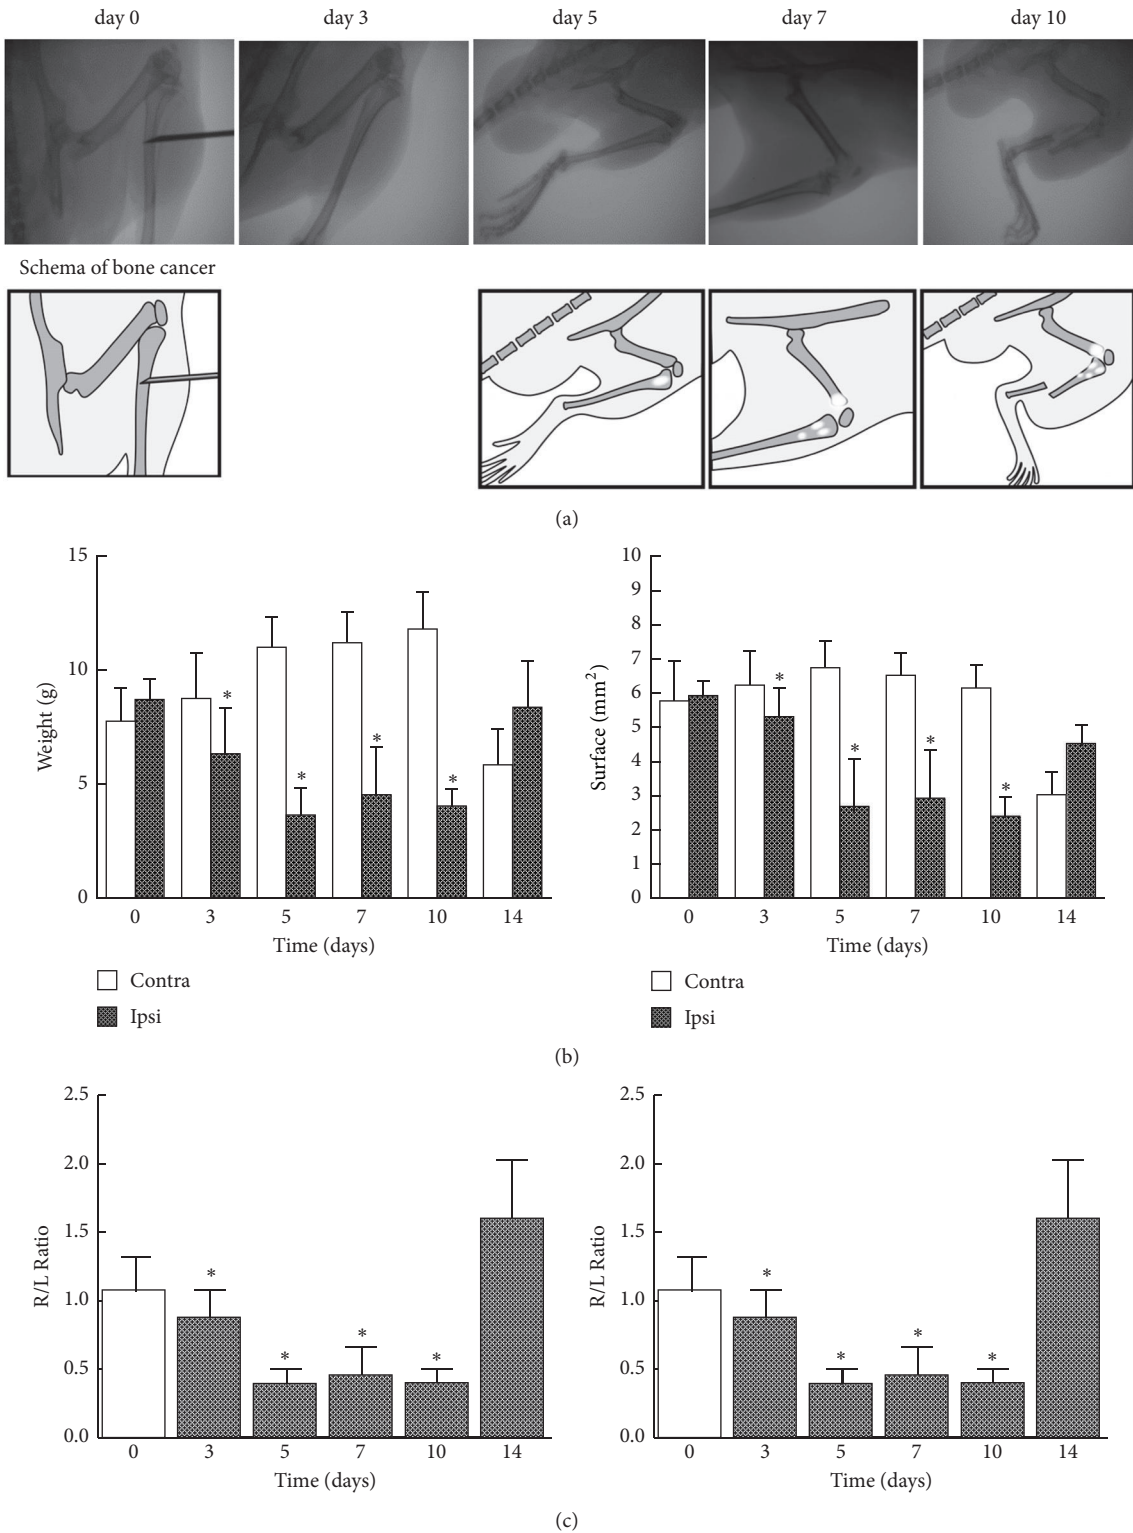 day 0 day 3 day 5 day 7 day 10
Schema of bone cancer
(a)
15
10
5
0
Weight (g)
* * * *
0 3 5 7 10 14
Time (days)
Contra
Ipsi
10
9
8
7
6
5
4
3
2
1
0
Surface (mm²)
* * * *
0 3 5 7 10 14
Time (days)
Contra
Ipsi
(b)
2.5
2.0
1.5
1.0
0.5
0.0
R/L Ratio
* * * *
0 3 5 7 10 14
Time (days)
2.5
2.0
1.5
1.0
0.5
0.0
R/L Ratio
* * * *
0 3 5 7 10 14
Time (days)
(c)